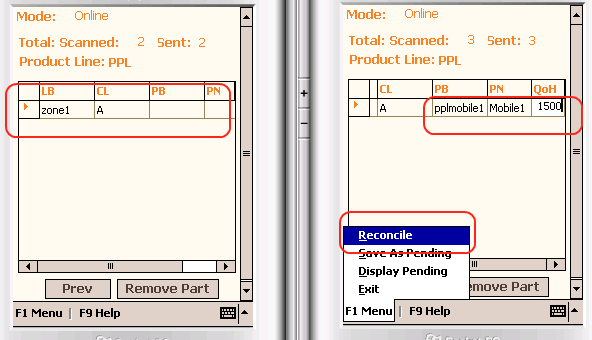 Mode: Online
Total: Scanned: 2 Sent: 2
Product Line: PPL
LB CL PB PN
zone1 A
Prev Remove Part
F1 Menu | F9 Help
Mode: Online
Total: Scanned: 3 Sent: 3
Product Line: PPL
CL PB PN QoH
A pplmobile1 Mobile1 1500
Reconcile
Save As Pending
Display Pending
Exit
emove Part
F1 Menu | F9 Help